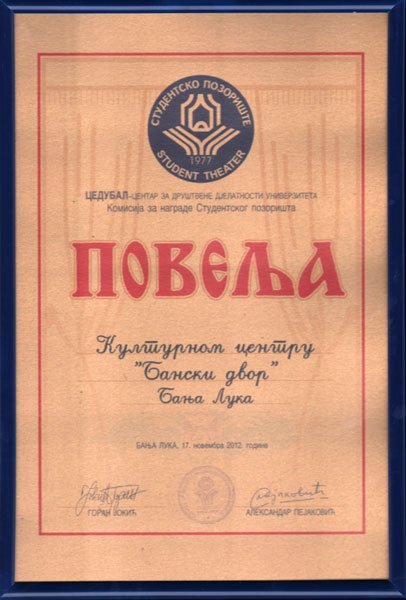 СТУДЕНТСКО ПОЗОРИШТЕ
1977
STUDENT THEATER
ЦЕДУБАЛ-ЦЕНТАР ЗА ДРУШТВЕНЕ ДЈЕЛАТНОСТИ УНИВЕРЗИТЕТА
Комисија за награде Студентског позоришта
ПОВЕЉА
Културном центру
"Бански двор"
Бања Лука
БАЊА ЛУКА, 17. новембра 2012. године
ГОРАН ЈОКИЋ
АЛЕКСАНДАР ПЕЈАКОВИЋ